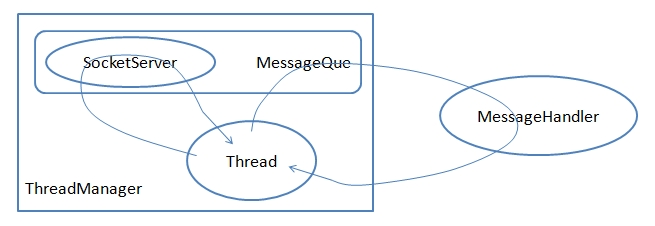 SocketServer
MessageQue
MessageHandler
Thread
ThreadManager